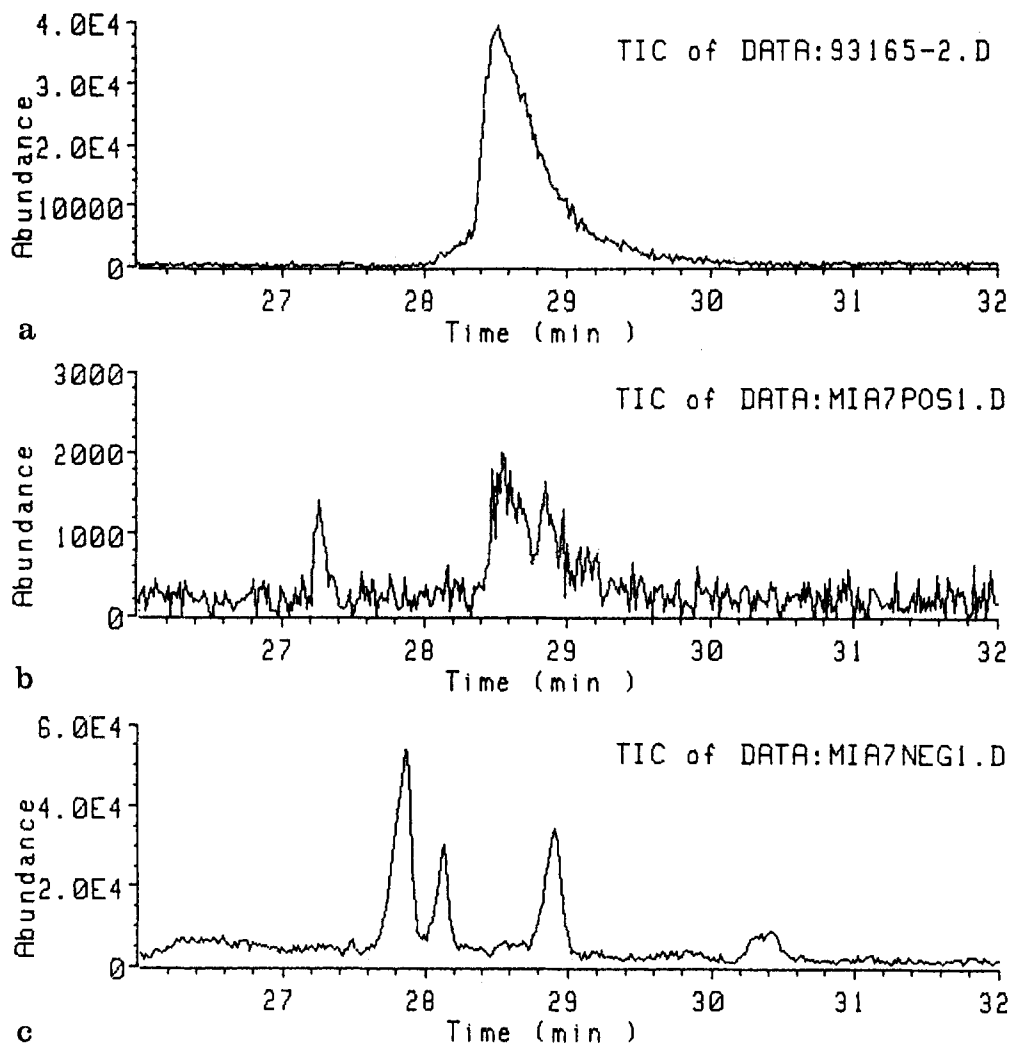 4.0E4
3.0E4
2.0E4
10000
0
Abundance
TIC of DATA:93165-2.D
27 28 29 30 31 32
Time (min )
a
3000
2000
1000
0
Abundance
TIC of DATA:MIA7POS1.D
27 28 29 30 31 32
Time (min )
b
6.0E4
4.0E4
2.0E4
0
Abundance
TIC of DATA:MIA7NEG1.D
27 28 29 30 31 32
Time (min )
c